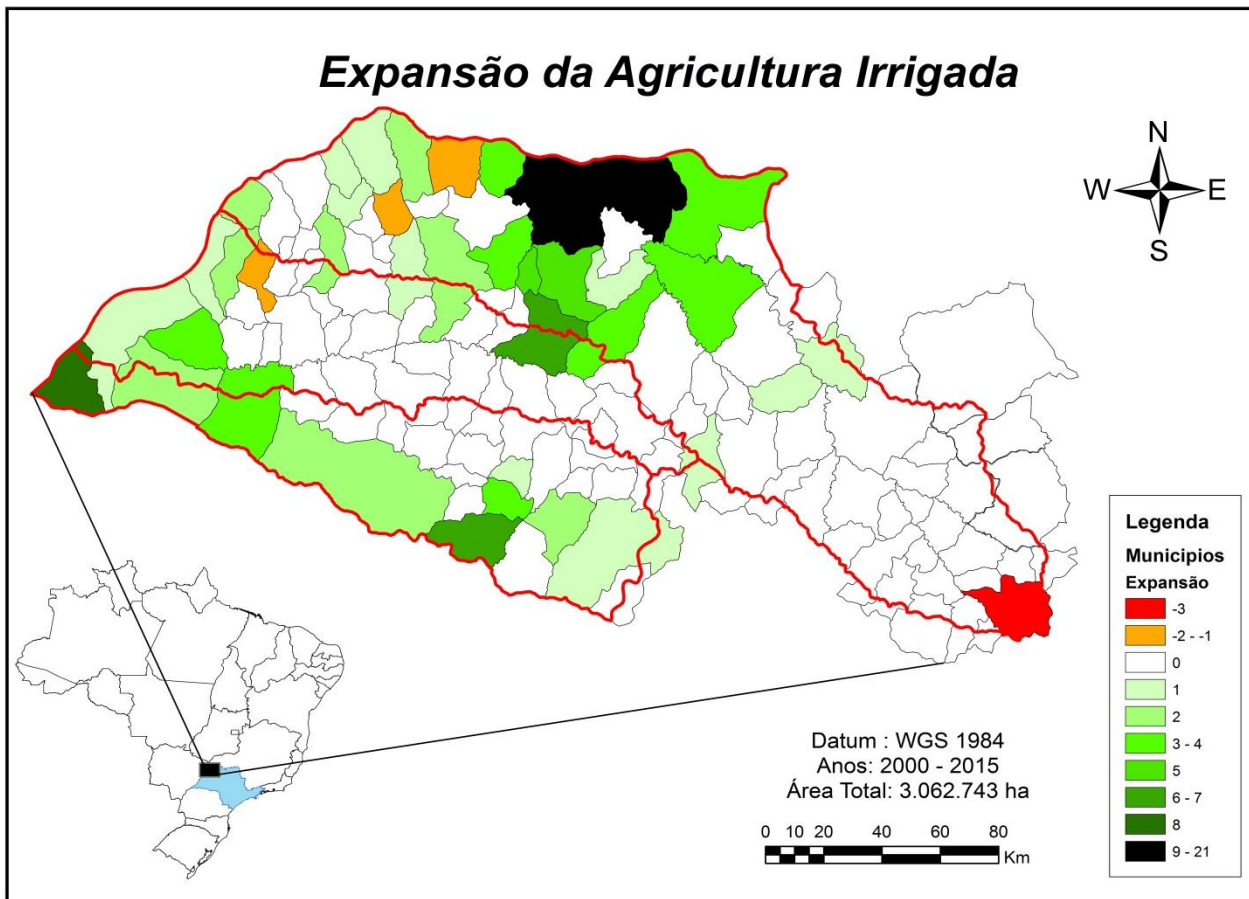 Expansão da Agricultura Irrigada
N
W
E
S
Legenda
Municipios
Expansão
-3
-2 - -1
0
1
2
3 - 4
5
6 - 7
8
9 - 21
Datum : WGS 1984
Anos: 2000 - 2015
Área Total: 3.062.743 ha
0 10 20 40 60 80
Km